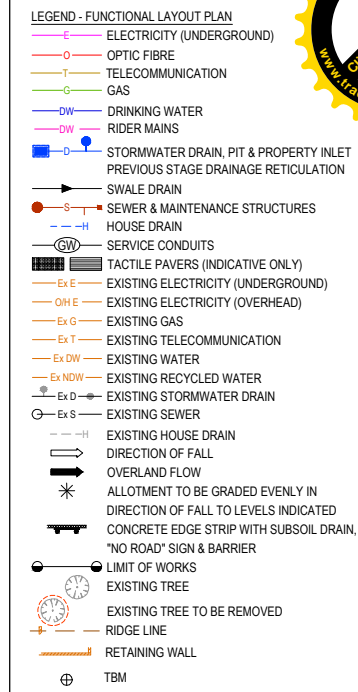 LEGEND - FUNCTIONAL LAYOUT PLAN
E ELECTRICITY (UNDERGROUND)
O OPTIC FIBRE
T TELECOMMUNICATION
G GAS
DW DRINKING WATER
DW RIDER MAINS
D STORMWATER DRAIN, PIT & PROPERTY INLET
PREVIOUS STAGE DRAINAGE RETICULATION
SWALE DRAIN
S SEWER & MAINTENANCE STRUCTURES
H HOUSE DRAIN
GW SERVICE CONDUITS
TACTILE PAVERS (INDICATIVE ONLY)
Ex E EXISTING ELECTRICITY (UNDERGROUND)
O/H E EXISTING ELECTRICITY (OVERHEAD)
Ex G EXISTING GAS
Ex T EXISTING TELECOMMUNICATION
Ex DW EXISTING WATER
Ex NDW EXISTING RECYCLED WATER
Ex D EXISTING STORMWATER DRAIN
Ex S EXISTING SEWER
H EXISTING HOUSE DRAIN
DIRECTION OF FALL
OVERLAND FLOW
ALLOTMENT TO BE GRADED EVENLY IN
DIRECTION OF FALL TO LEVELS INDICATED
CONCRETE EDGE STRIP WITH SUBSOIL DRAIN,
"NO ROAD" SIGN & BARRIER
LIMIT OF WORKS
EXISTING TREE
EXISTING TREE TO BE REMOVED
RIDGE LINE
RETAINING WALL
TBM